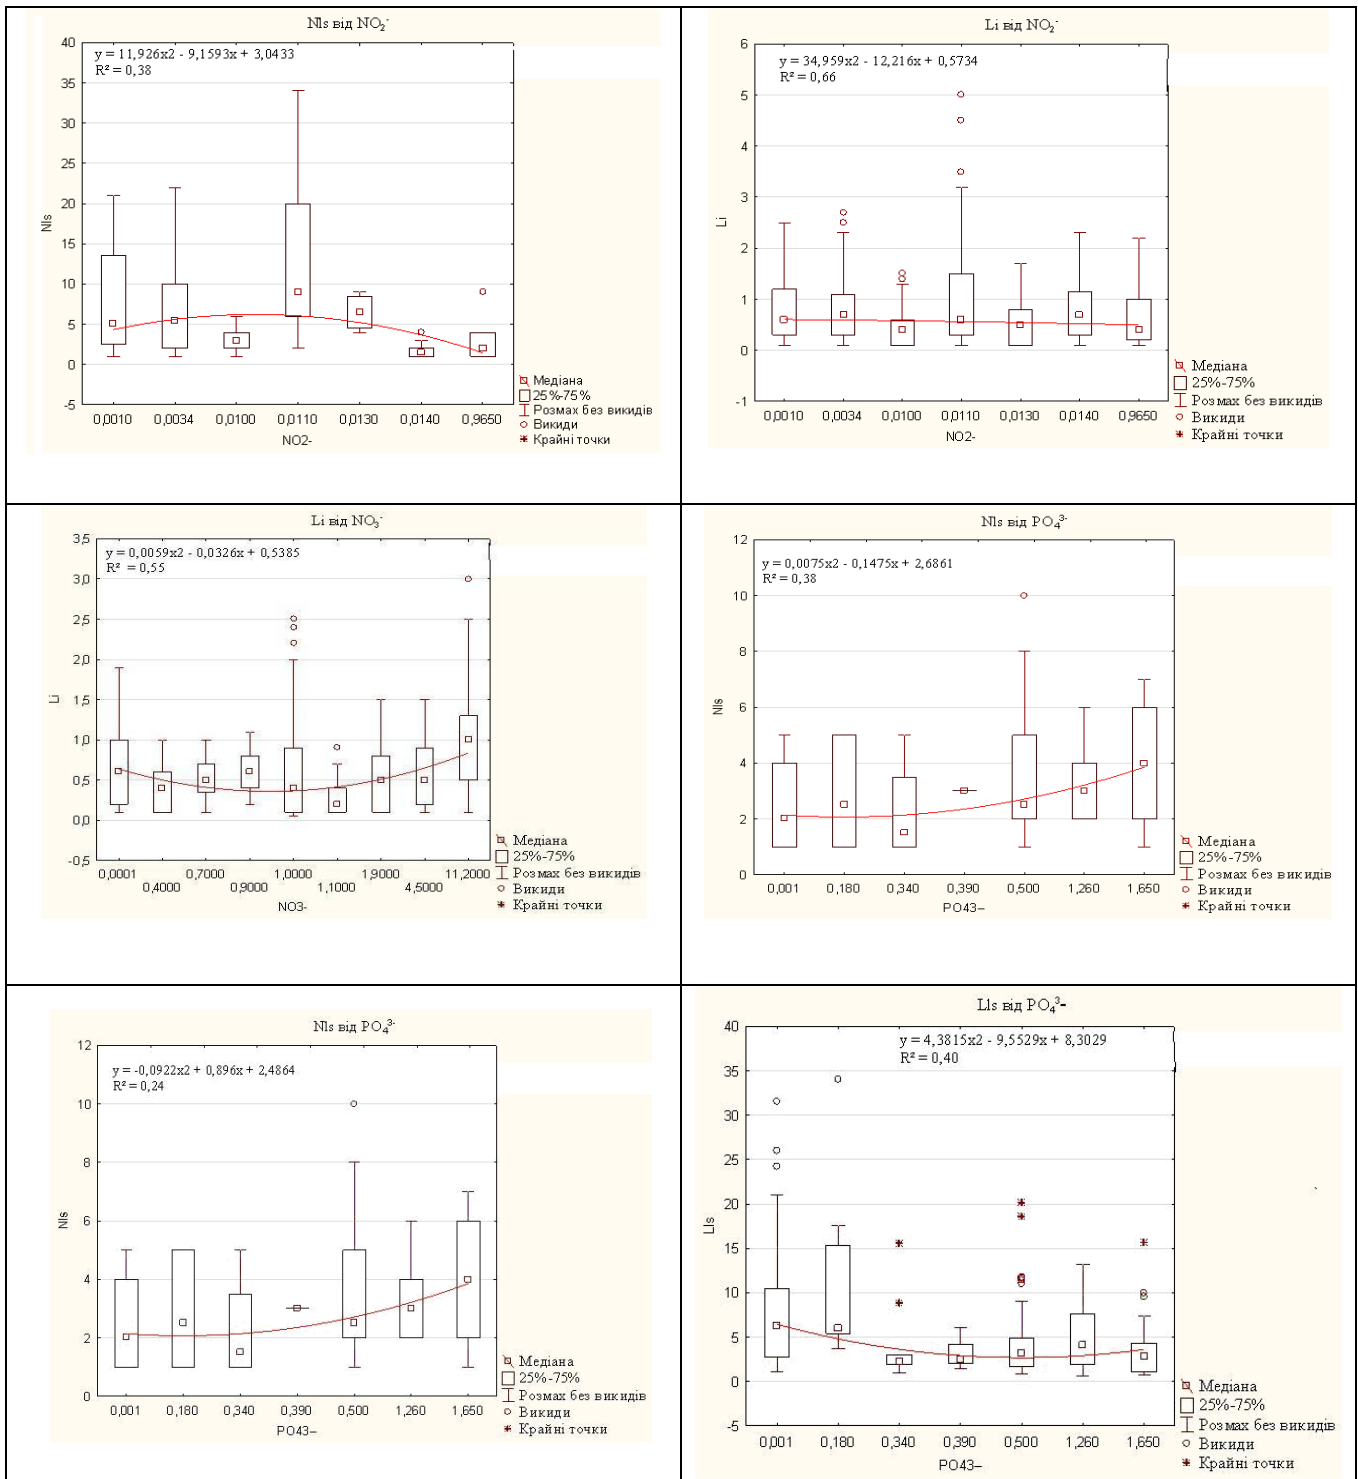 Nls від NO₂⁻
y = 11,926x2 - 9,1593x + 3,0433
R² = 0,38
40
35
30
25
20
15
10
5
0
-5
Nls
0,0010 0,0034 0,0100 0,0110 0,0130 0,0140 0,9650
NO2-
Медіана
25%-75%
Розмах без викидів
Викиди
Крайні точки
Li від NO₂⁻
y = 34,959x2 - 12,216x + 0,5734
R² = 0,66
6
5
4
3
2
1
0
-1
Li
0,0010 0,0034 0,0100 0,0110 0,0130 0,0140 0,9650
NO2-
Медіана
25%-75%
Розмах без викидів
Викиди
Крайні точки
Li від NO₃⁻
y = 0,0059x2 - 0,0326x + 0,5385
R² = 0,55
3,5
3,0
2,5
2,0
1,5
1,0
0,5
0,0
-0,5
Li
0,0001 0,7000 1,0000 1,9000 11,2000
0,4000 0,9000 1,1000 4,5000
NO3-
Медіана
25%-75%
Розмах без викидів
Викиди
Крайні точки
Nls від PO₄³⁻
y = 0,0075x2 - 0,1475x + 2,6861
R² = 0,38
12
10
8
6
4
2
0
Nls
0,001 0,180 0,340 0,390 0,500 1,260 1,650
PO43–
Медіана
25%-75%
Розмах без викидів
Викиди
Крайні точки
Nls від PO₄³⁻
y = -0,0922x2 + 0,896x + 2,4864
R² = 0,24
12
10
8
6
4
2
0
Nls
0,001 0,180 0,340 0,390 0,500 1,260 1,650
PO43–
Медіана
25%-75%
Розмах без викидів
Викиди
Крайні точки
Lls від PO₄³⁻
y = 4,3815x2 - 9,5529x + 8,3029
R² = 0,40
40
35
30
25
20
15
10
5
0
-5
Lls
0,001 0,180 0,340 0,390 0,500 1,260 1,650
PO43–
Медіана
25%-75%
Розмах без викидів
Викиди
Крайні точки